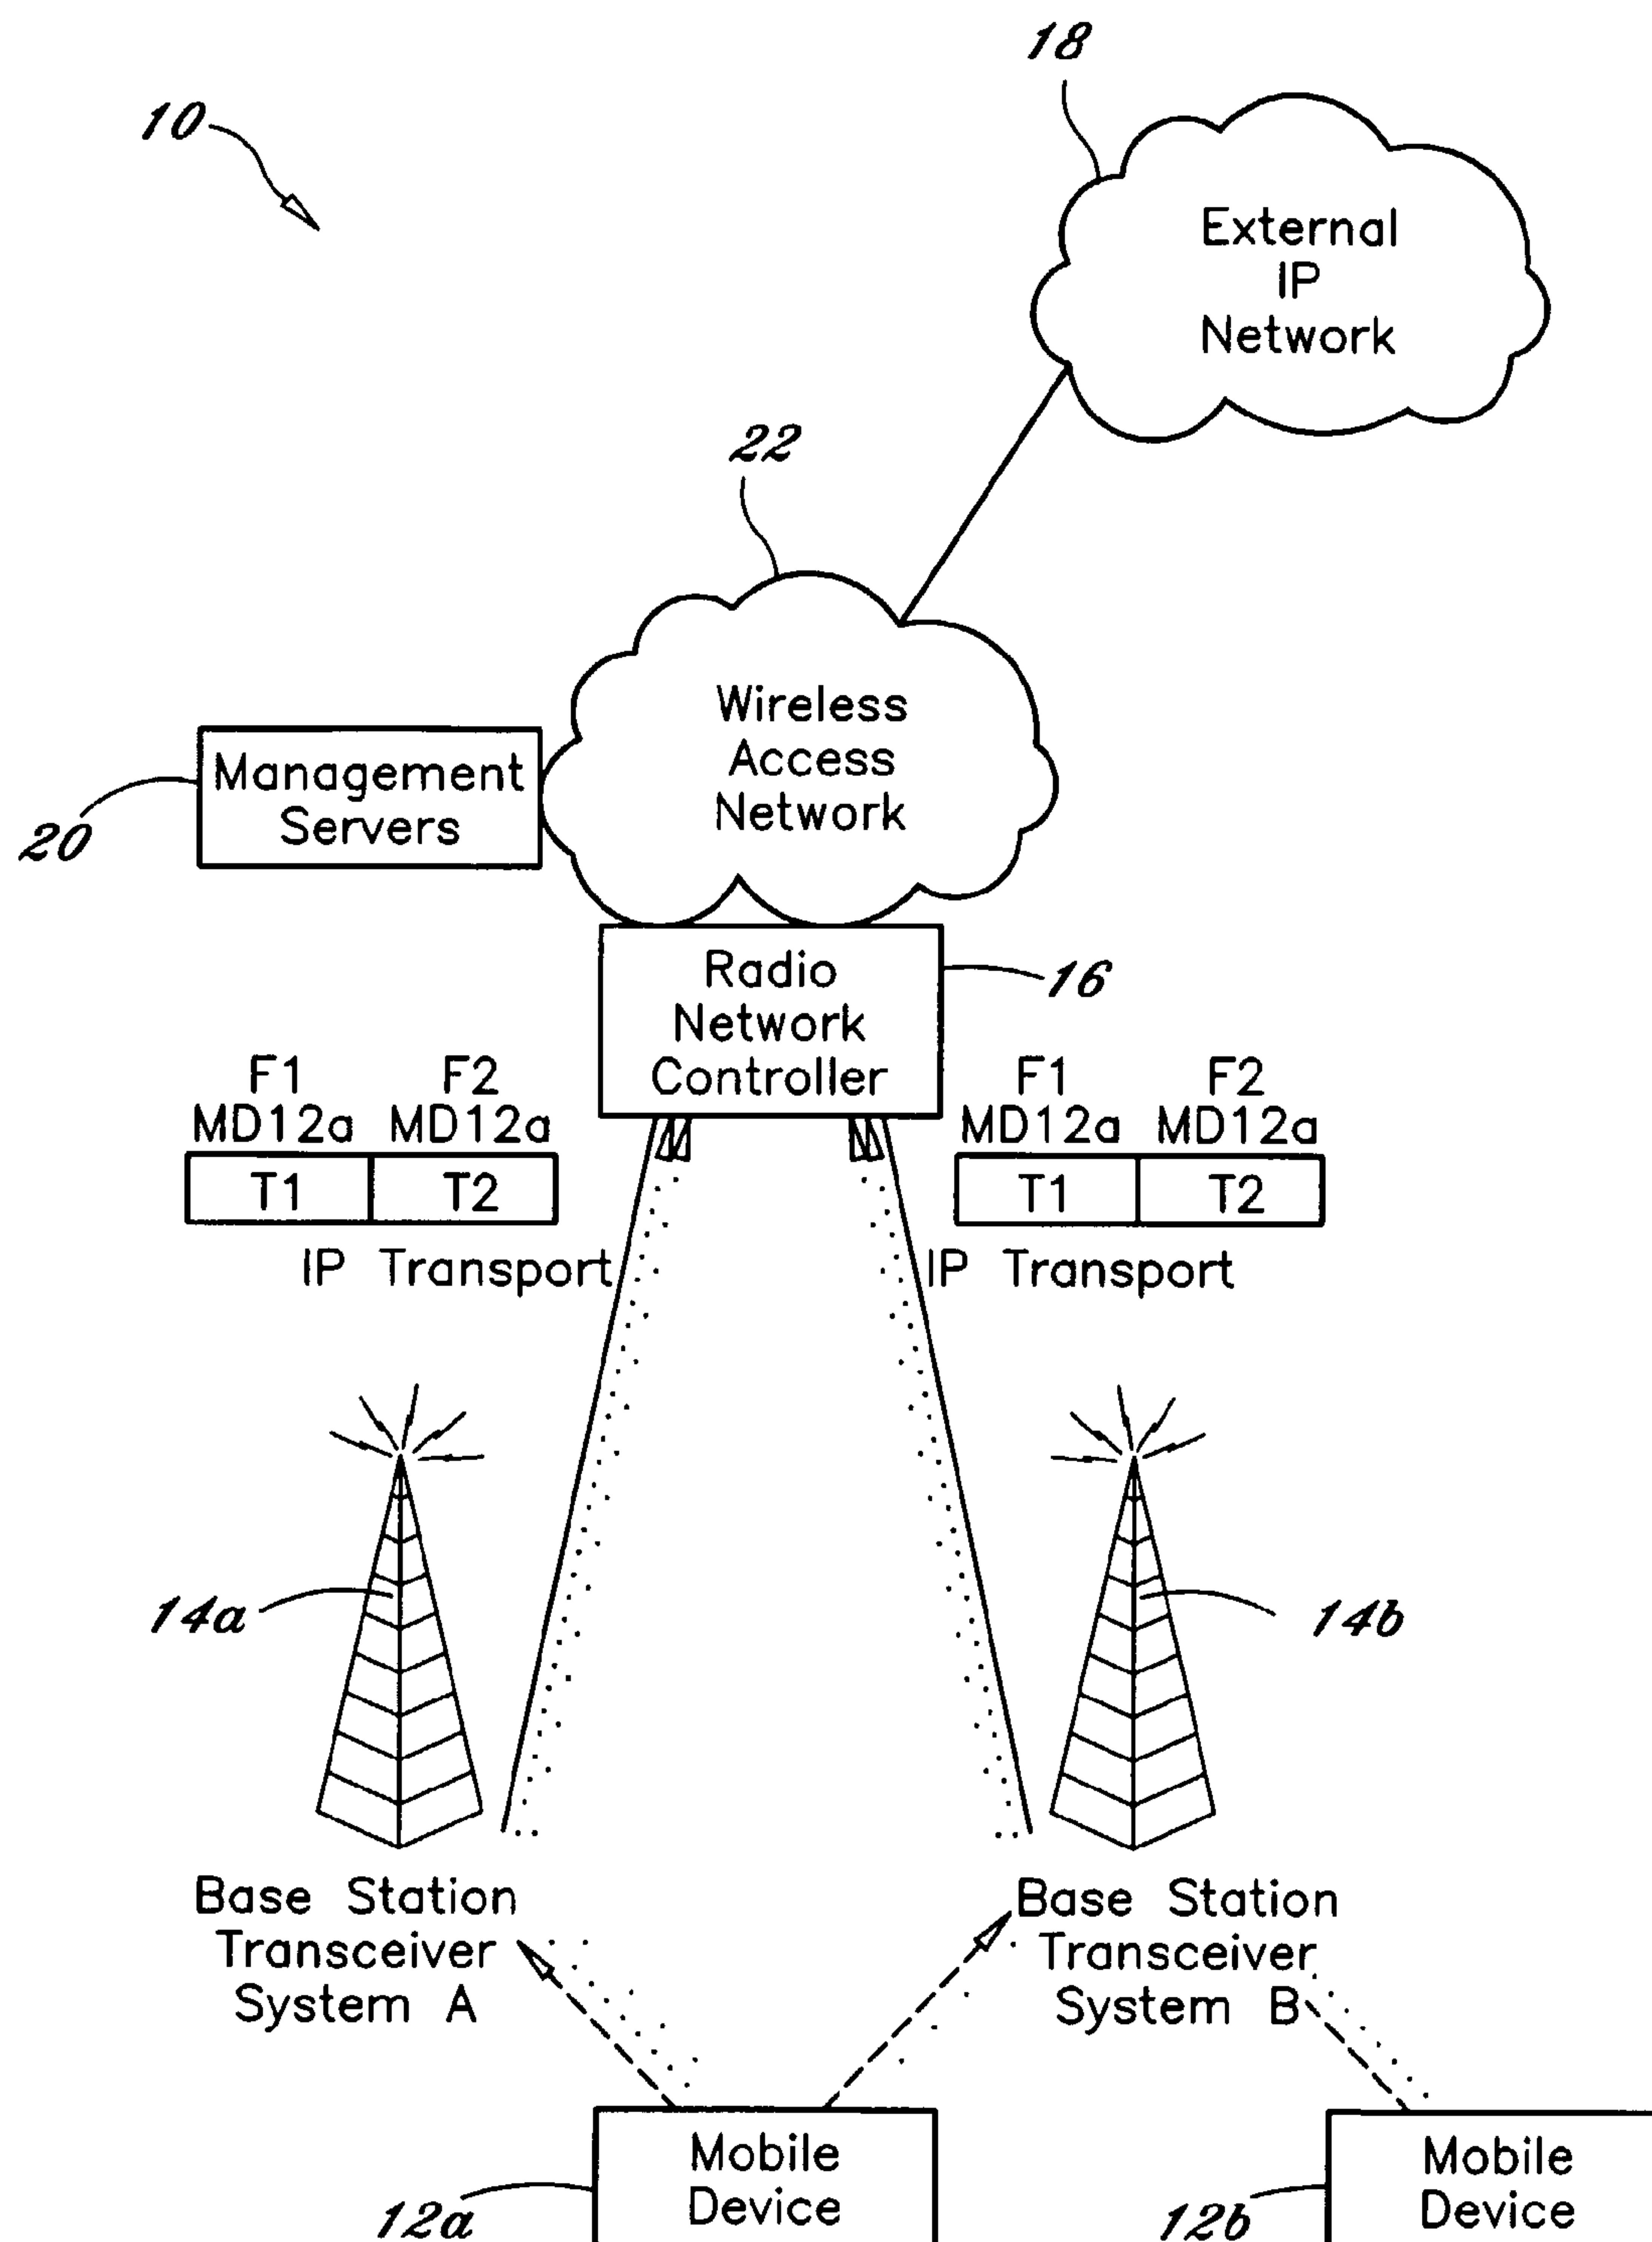 18
10
External
IP
Network
22
Wireless
Access
Network
Management
Servers
20
Radio
Network
Controller
16
F1 F2
MD12a MD12a
T1 T2
IP Transport
F1 F2
MD12a MD12a
T1 T2
IP Transport
14a
14b
Base Station
Transceiver
System A
Base Station
Transceiver
System B
Mobile
Device
12a
Mobile
Device
12b